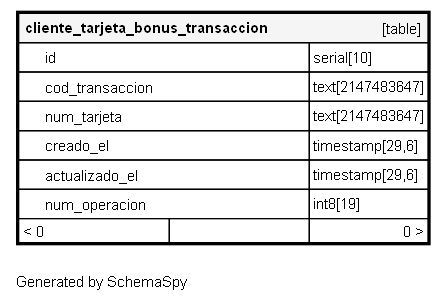 cliente_tarjeta_bonus_transaccion [table]
id serial[10]
cod_transaccion text[2147483647]
num_tarjeta text[2147483647]
creado_el timestamp[29,6]
actualizado_el timestamp[29,6]
num_operacion int8[19]
< 0 0 >
Generated by SchemaSpy